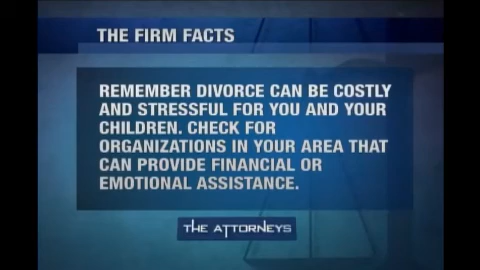 THE FIRM FACTS
REMEMBER DIVORCE CAN BE COSTLY
AND STRESSFUL FOR YOU AND YOUR
CHILDREN. CHECK FOR
ORGANIZATIONS IN YOUR AREA THAT
CAN PROVIDE FINANCIAL OR
EMOTIONAL ASSISTANCE.
THE ATTORNEYS